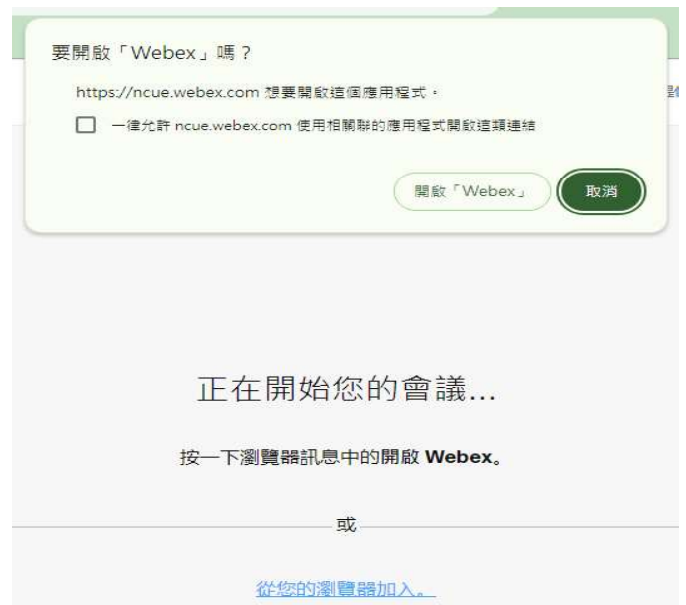 要開啟「Webex」嗎？
https://ncue.webex.com 想要開啟這個應用程式。
一律允許 ncue.webex.com 使用相關聯的應用程式開啟這類連結
開啟「Webex」
取消
正在開始您的會議...
按一下瀏覽器訊息中的開啟 Webex。
或
從您的瀏覽器加入。